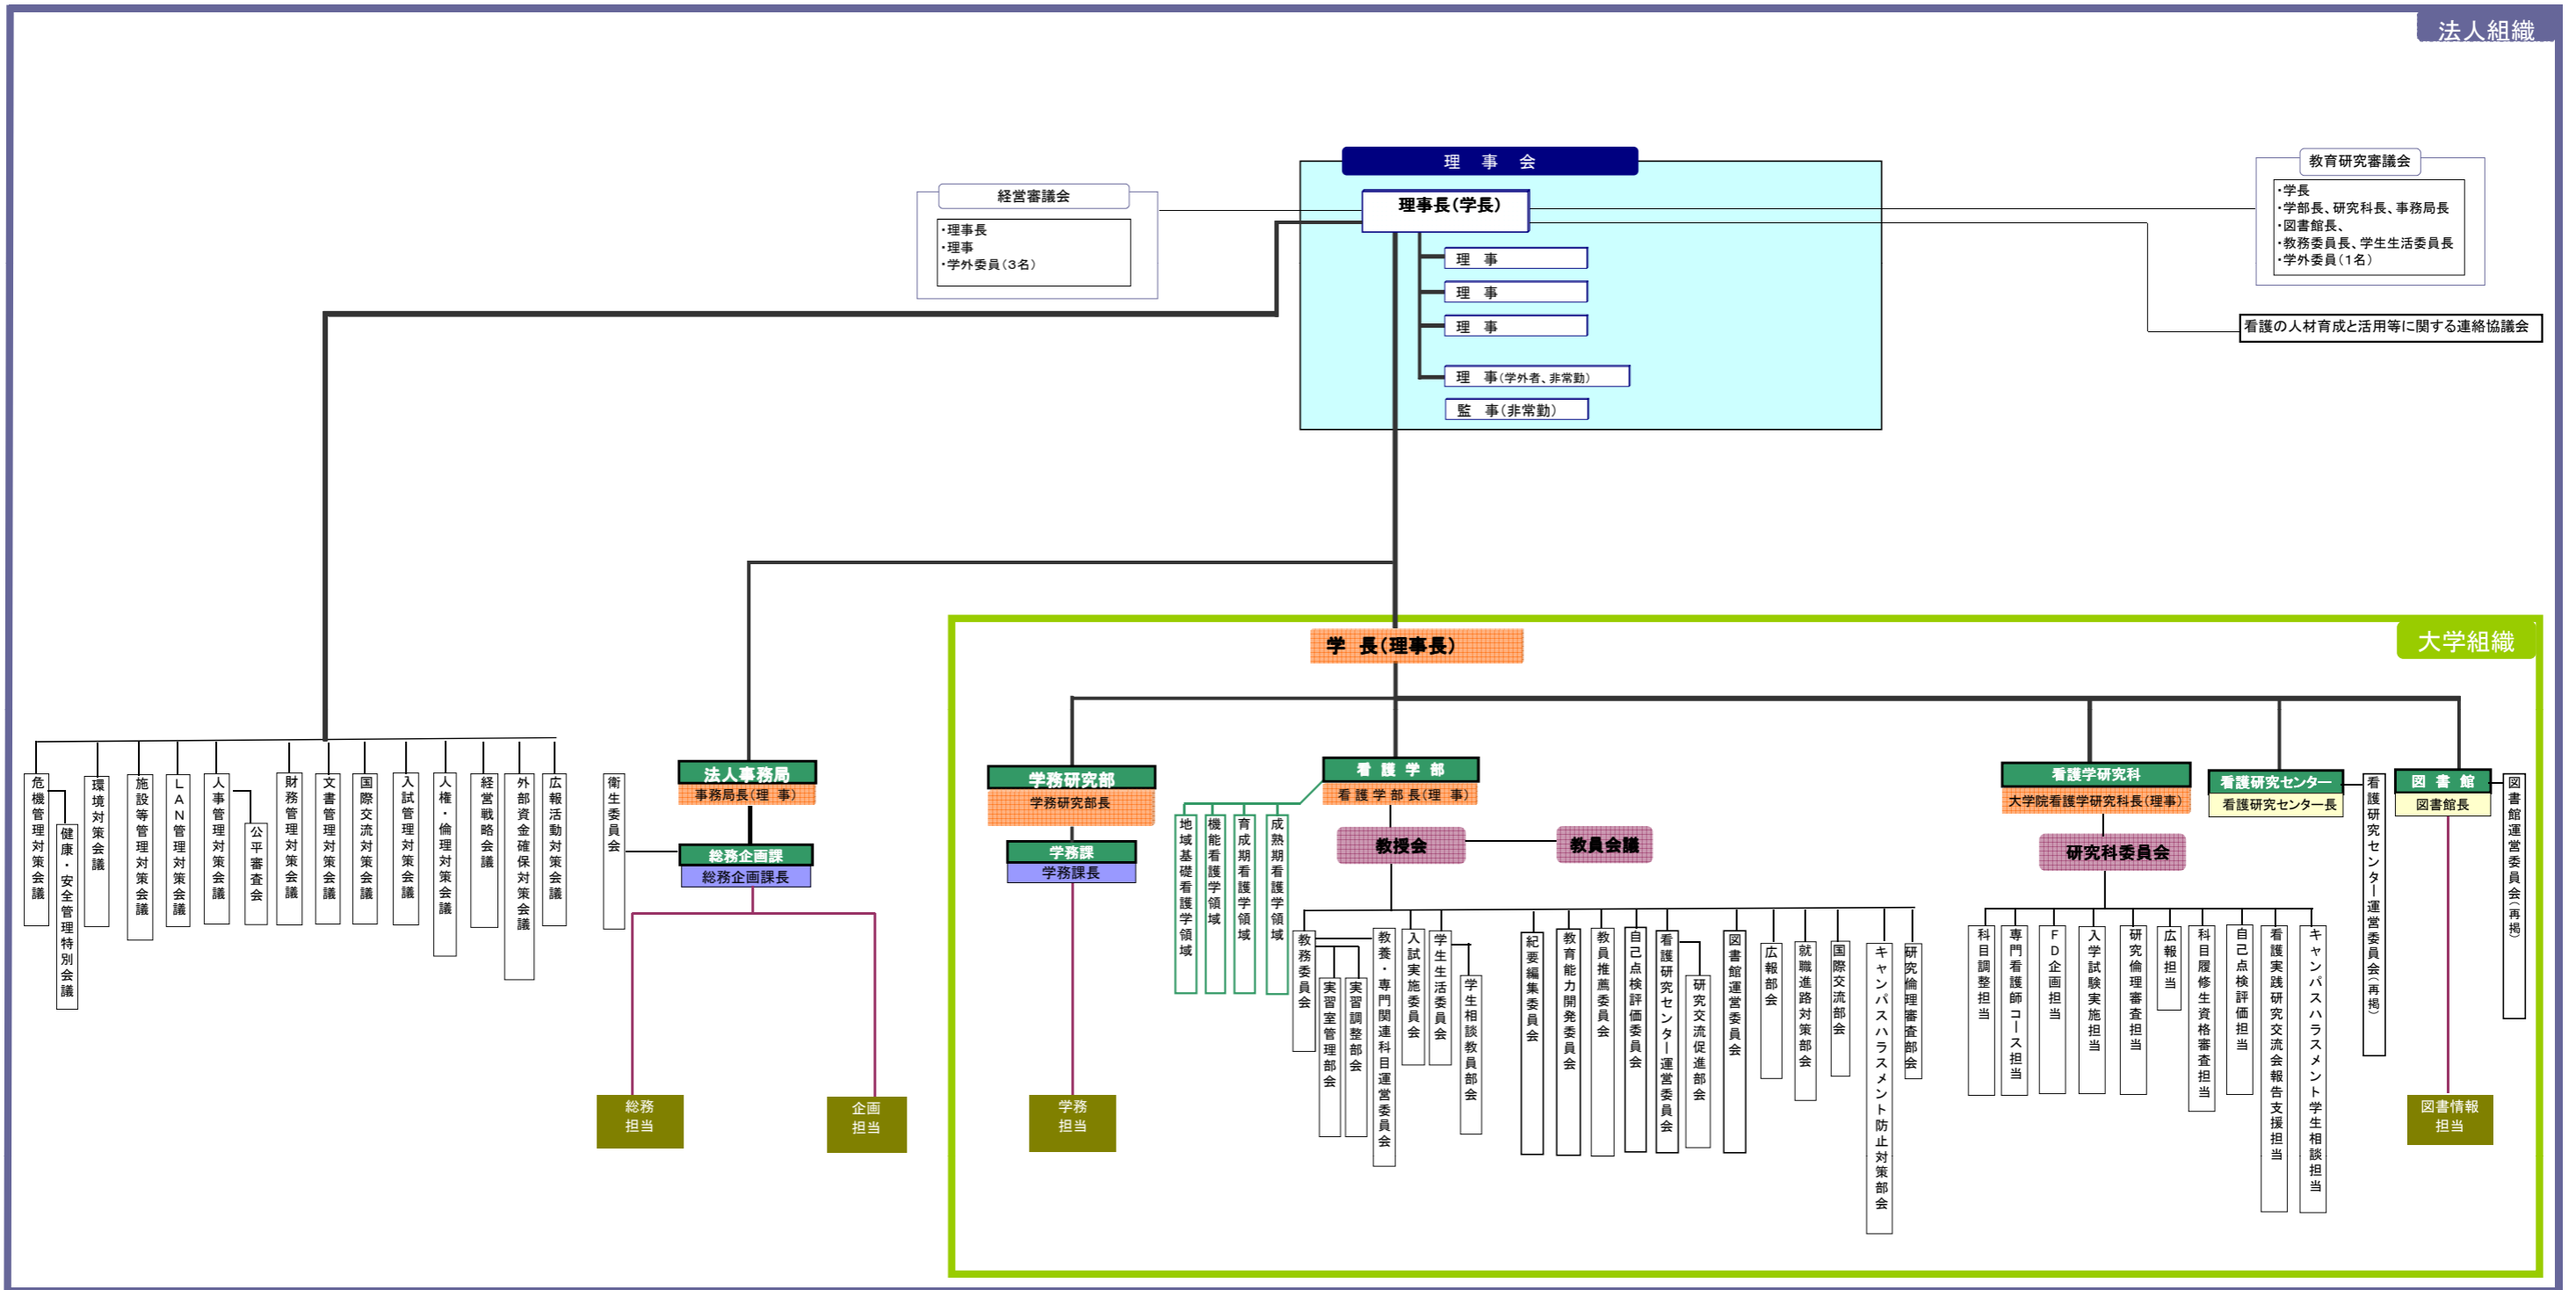 法人組織
理 事 会
教育研究審議会
・学長
・学部長、研究科長、事務局長
・図書館長、
・教務委員長、学生生活委員長
・学外委員（1名）
経営審議会
・理事長
・理事
・学外委員（３名）
理事長（学長）
理 事
理 事
理 事
理 事（学外者、非常勤）
監 事（非常勤）
看護の人材育成と活用等に関する連絡協議会
大学組織
学 長（理事長）
危機管理対策会議
健康・安全管理特別会議
環境対策会議
施設等管理対策会議
ＬＡＮ管理対策会議
人事管理対策会議
公平審査会
財務管理対策会議
文書管理対策会議
国際交流対策会議
入試管理対策会議
人権・倫理対策会議
経営戦略会議
外部資金確保対策会議
広報活動対策会議
衛生委員会
法人事務局
事務局長（理 事）
総務企画課
総務企画課長
総務
担当
企画
担当
学務研究部
学務研究部長
学務課
学務課長
学務
担当
看 護 学 部
看 護 学 部 長（理 事）
地域基礎看護学領域
機能看護学領域
育成期看護学領域
成熟期看護学領域
教授会
教員会議
教務委員会
実習室管理部会
実習調整部会
教養・専門関連科目運営委員会
入試実施委員会
学生生活委員会
学生相談教員部会
紀要編集委員会
教育能力開発委員会
教員推薦委員会
自己点検評価委員会
看護研究センター運営委員会
研究交流促進部会
図書館運営委員会
広報部会
就職進路対策部会
国際交流部会
キャンパスハラスメント防止対策部会
研究倫理審査部会
看護学研究科
大学院看護学研究科長（理事）
研究科委員会
科目調整担当
専門看護師コース担当
ＦＤ企画担当
入学試験実施担当
研究倫理審査担当
広報担当
科目履修生資格審査担当
自己点検評価担当
看護実践研究交流会報告支援担当
キャンパスハラスメント学生相談担当
看護研究センター
看護研究センター長
看護研究センター運営委員会（再掲）
図 書 館
図書館長
図書館運営委員会（再掲）
図書情報
担当